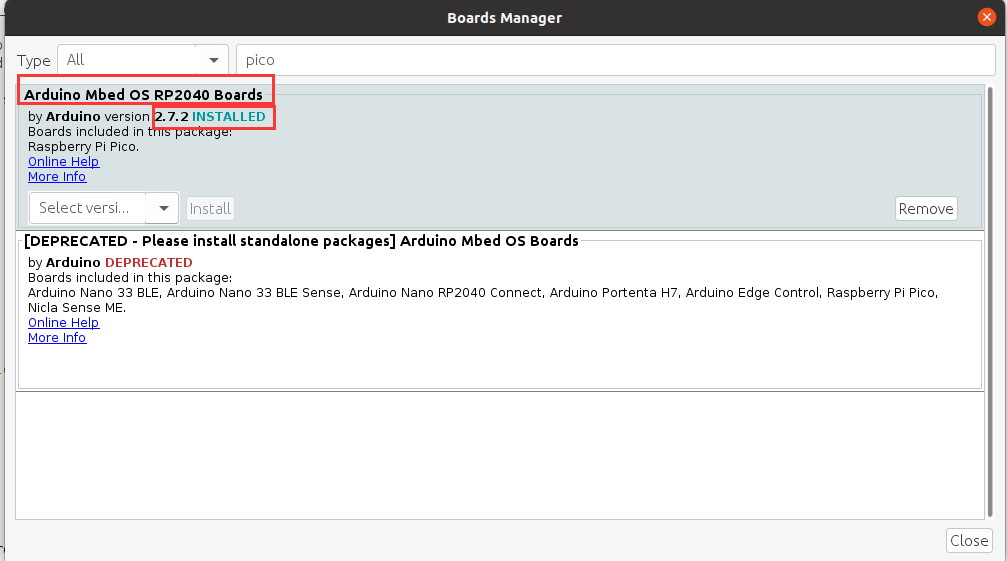 Boards Manager
Type All pico
Arduino Mbed OS RP2040 Boards
by Arduino version 2.7.2 INSTALLED
Boards included in this package:
Raspberry Pi Pico.
Online Help
More Info
Select versi... Install Remove
[DEPRECATED - Please install standalone packages] Arduino Mbed OS Boards
by Arduino DEPRECATED
Boards included in this package:
Arduino Nano 33 BLE, Arduino Nano 33 BLE Sense, Arduino Nano RP2040 Connect, Arduino Portenta H7, Arduino Edge Control, Raspberry Pi Pico,
Nicla Sense ME.
Online Help
More Info
Close